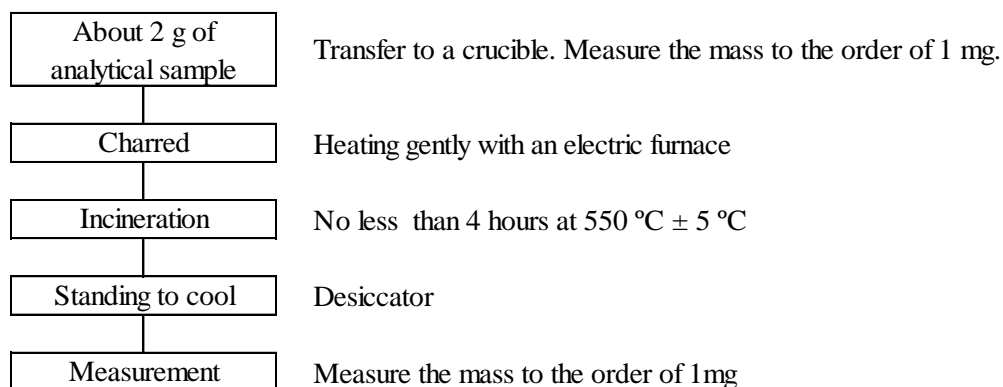 About 2 g of
analytical sample
Transfer to a crucible. Measure the mass to the order of 1 mg.
Charred
Heating gently with an electric furnace
Incineration
No less than 4 hours at 550 ºC ± 5 ºC
Standing to cool
Desiccator
Measurement
Measure the mass to the order of 1mg